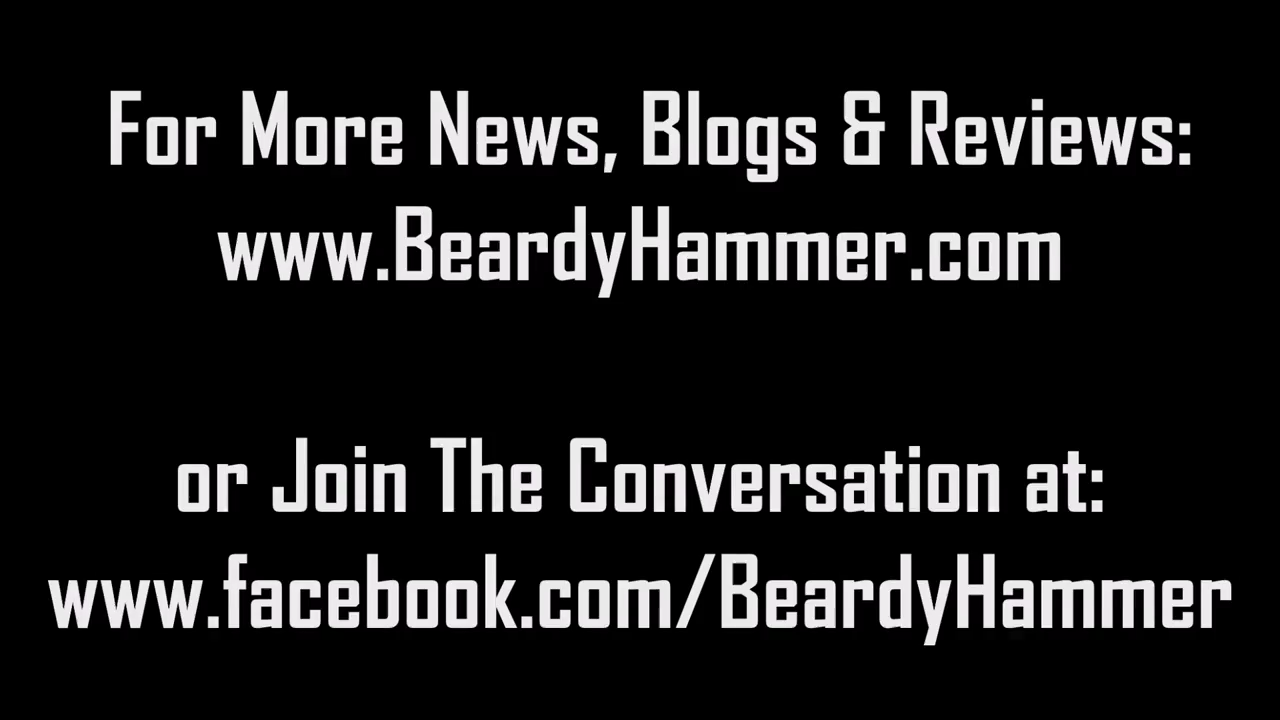 For More News, Blogs & Reviews:
www.BeardyHammer.com
or Join The Conversation at:
www.facebook.com/BeardyHammer